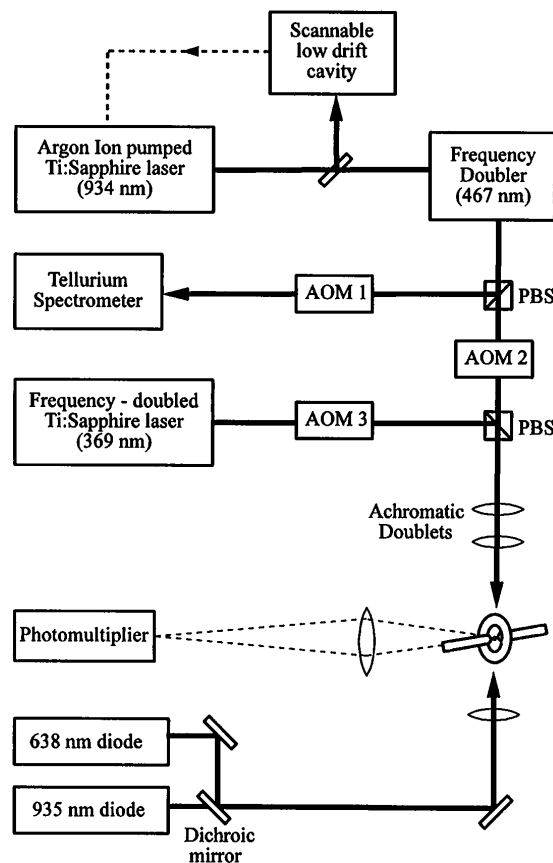 Scannable
low drift
cavity
Argon Ion pumped
Ti:Sapphire laser
(934 nm)
Frequency
Doubler
(467 nm)
Tellurium
Spectrometer
AOM 1
PBS
AOM 2
Frequency - doubled
Ti:Sapphire laser
(369 nm)
AOM 3
PBS
Achromatic
Doublets
Photomultiplier
638 nm diode
935 nm diode
Dichroic
mirror